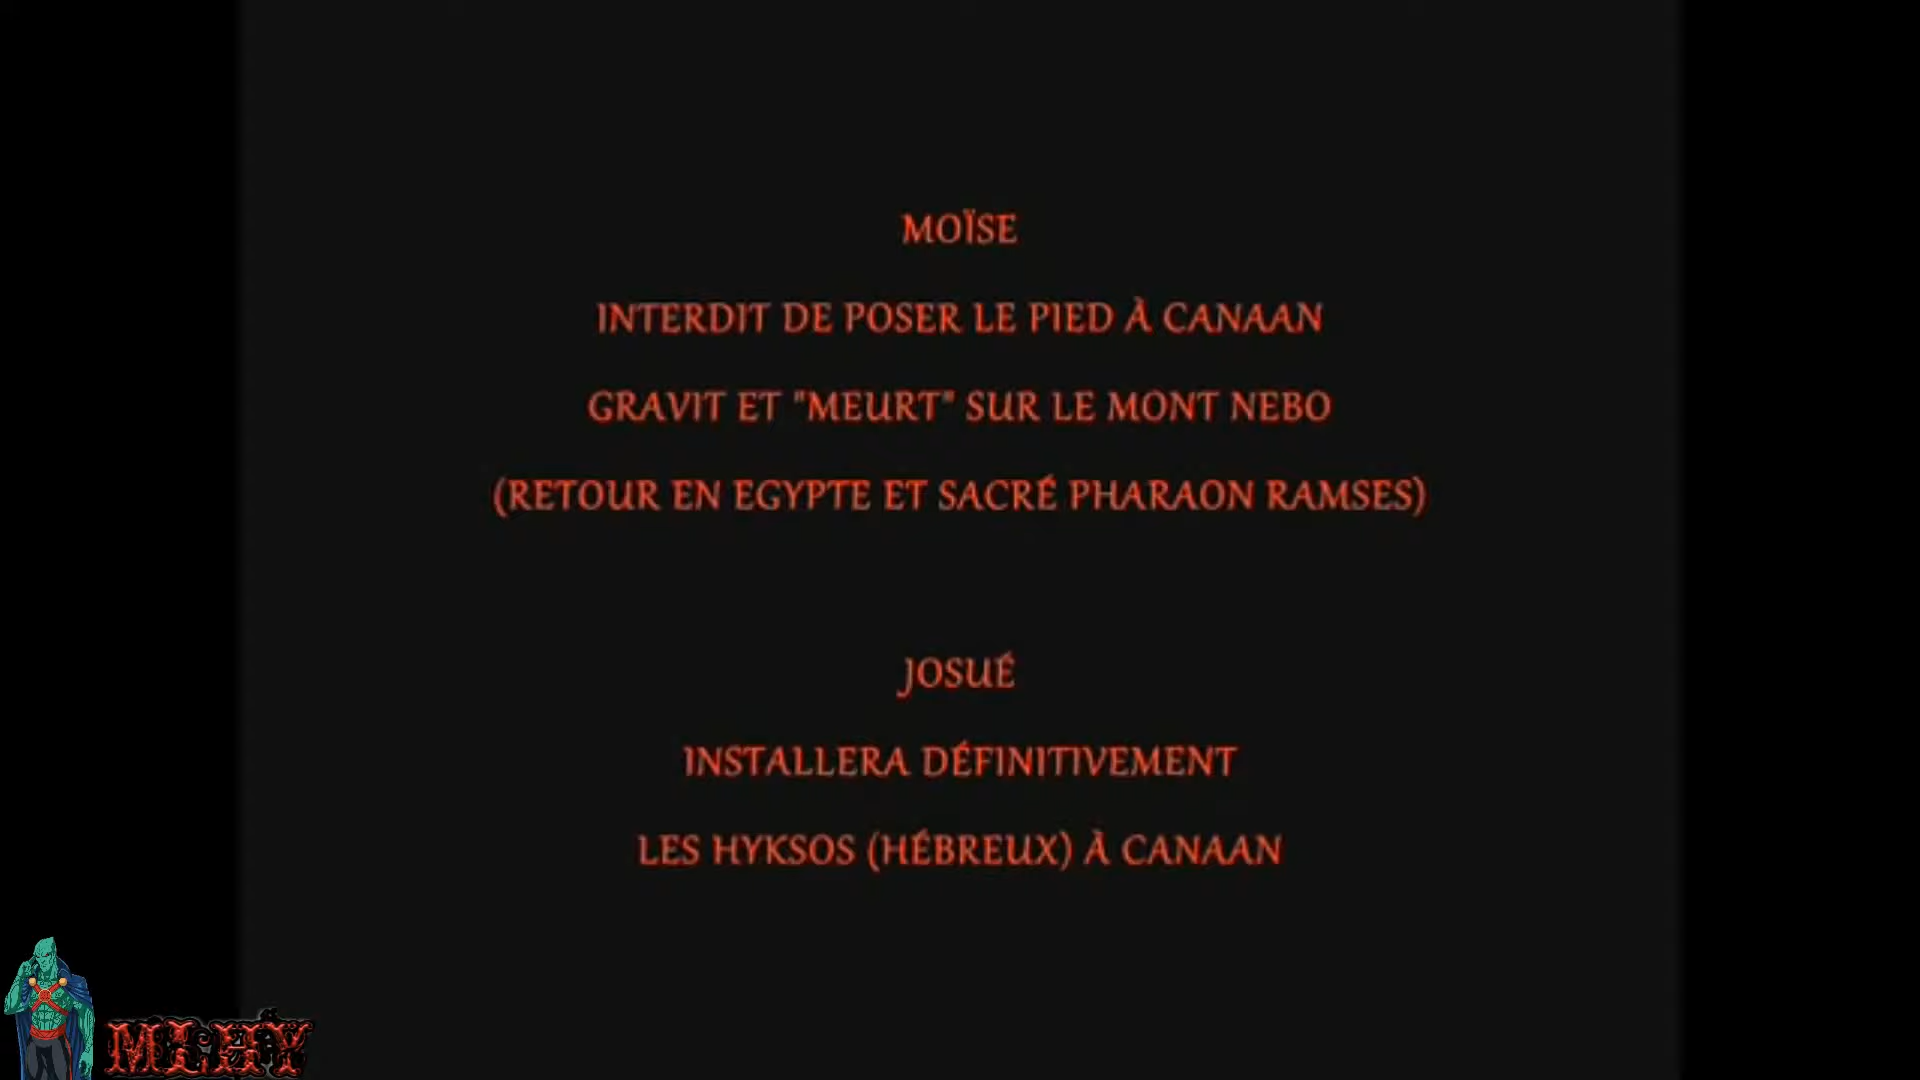 MOÏSE
INTERDIT DE POSER LE PIED À CANAAN
GRAVIT ET "MEURT" SUR LE MONT NEBO
(RETOUR EN EGYPTE ET SACRÉ PHARAON RAMSES)
JOSUÉ
INSTALLERA DÉFINITIVEMENT
LES HYKSOS (HÉBREUX) À CANAAN
MLHY